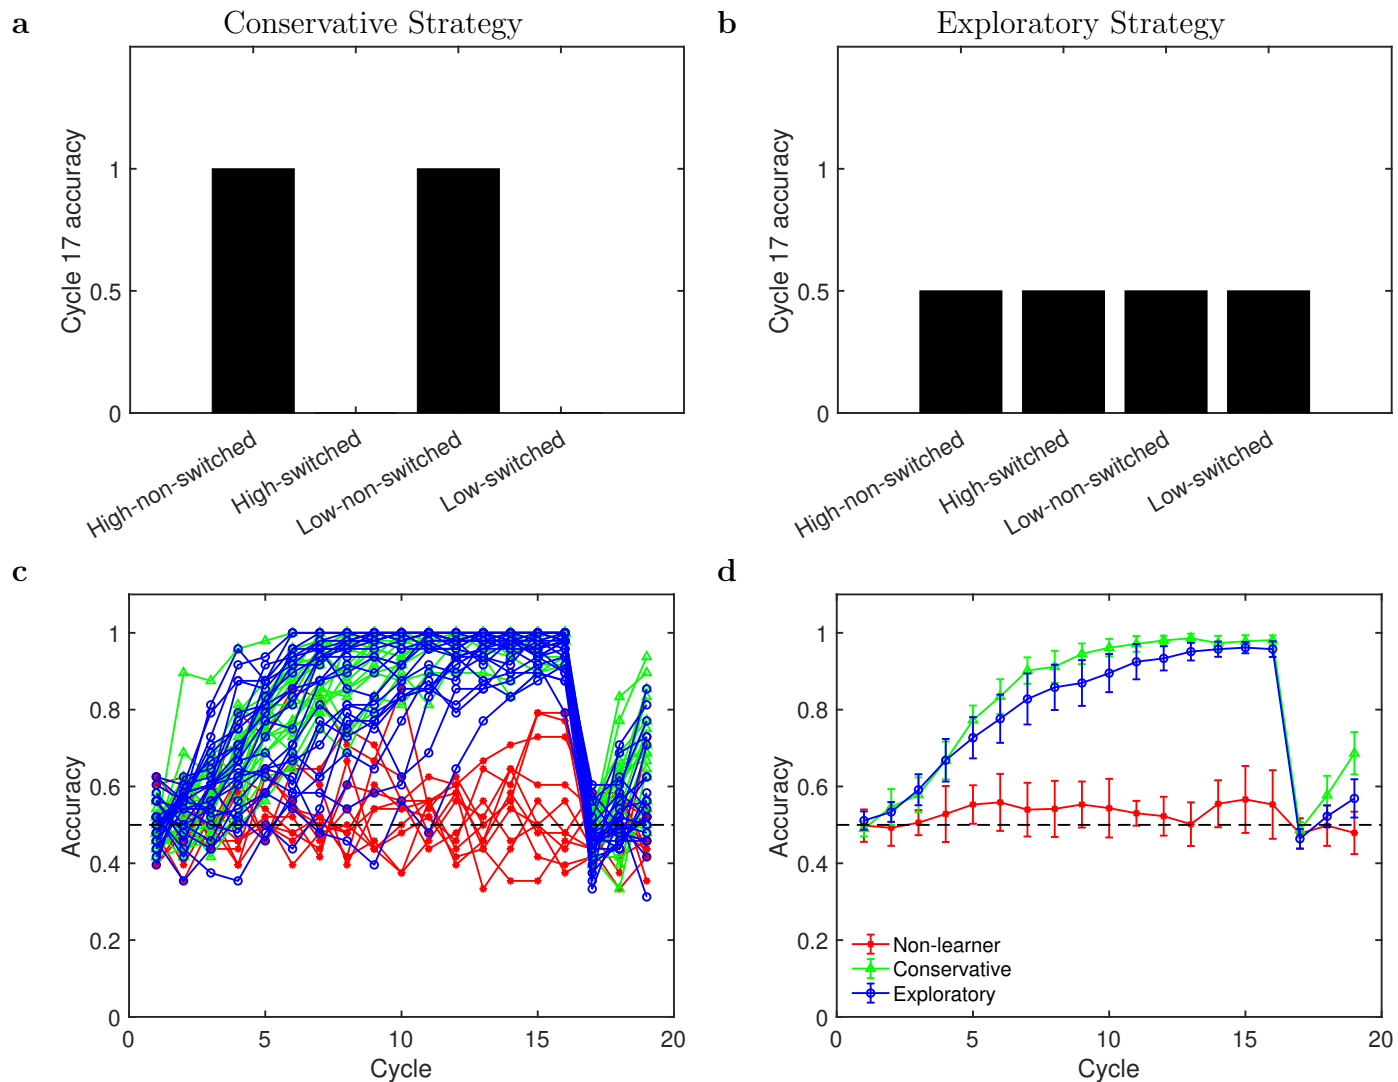 a
Conservative Strategy
1
0.5
0
Cycle 17 accuracy
High-non-switched
High-switched
Low-non-switched
Low-switched
b
Exploratory Strategy
1
0.5
0
Cycle 17 accuracy
High-non-switched
High-switched
Low-non-switched
Low-switched
c
1
0.8
0.6
0.4
0.2
0
Accuracy
0 5 10 15 20
Cycle
d
1
0.8
0.6
0.4
0.2
0
Accuracy
Non-learner
Conservative
Exploratory
0 5 10 15 20
Cycle